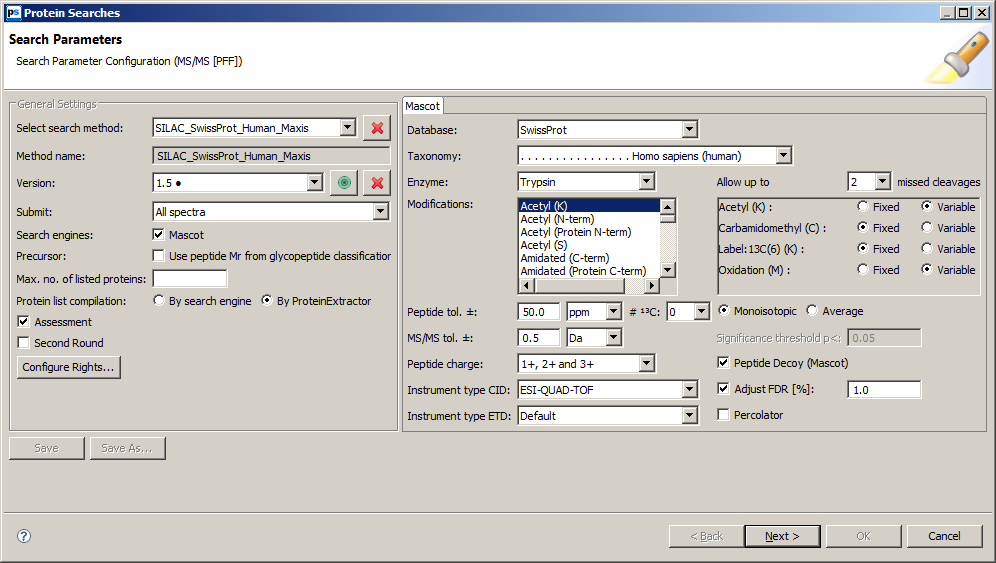 ps Protein Searches
Search Parameters
Search Parameter Configuration (MS/MS [PFF])
General Settings
Select search method: SILAC_SwissProt_Human_Maxis
Method name: SILAC_SwissProt_Human_Maxis
Version: 1.5 ●
Submit: All spectra
Search engines: Mascot
Precursor: Use peptide Mr from glycopeptide classification
Max. no. of listed proteins:
Protein list compilation: By search engine By ProteinExtractor
Assessment
Second Round
Configure Rights...
Save Save As...
Mascot
Database: SwissProt
Taxonomy: . . . . . . . . . . . . . . . . Homo sapiens (human)
Enzyme: Trypsin Allow up to 2 missed cleavages
Modifications:
Acetyl (K)
Acetyl (N-term)
Acetyl (Protein N-term)
Acetyl (S)
Amidated (C-term)
Amidated (Protein C-term)
Acetyl (K) : Fixed Variable
Carbamidomethyl (C) : Fixed Variable
Label:13C(6) (K) : Fixed Variable
Oxidation (M) : Fixed Variable
Peptide tol. ±: 50.0 ppm # ¹³C: 0 Monoisotopic Average
MS/MS tol. ±: 0.5 Da Significance threshold p<: 0.05
Peptide charge: 1+, 2+ and 3+ Peptide Decoy (Mascot)
Instrument type CID: ESI-QUAD-TOF Adjust FDR [%]: 1.0
Instrument type ETD: Default Percolator
? < Back Next > OK Cancel